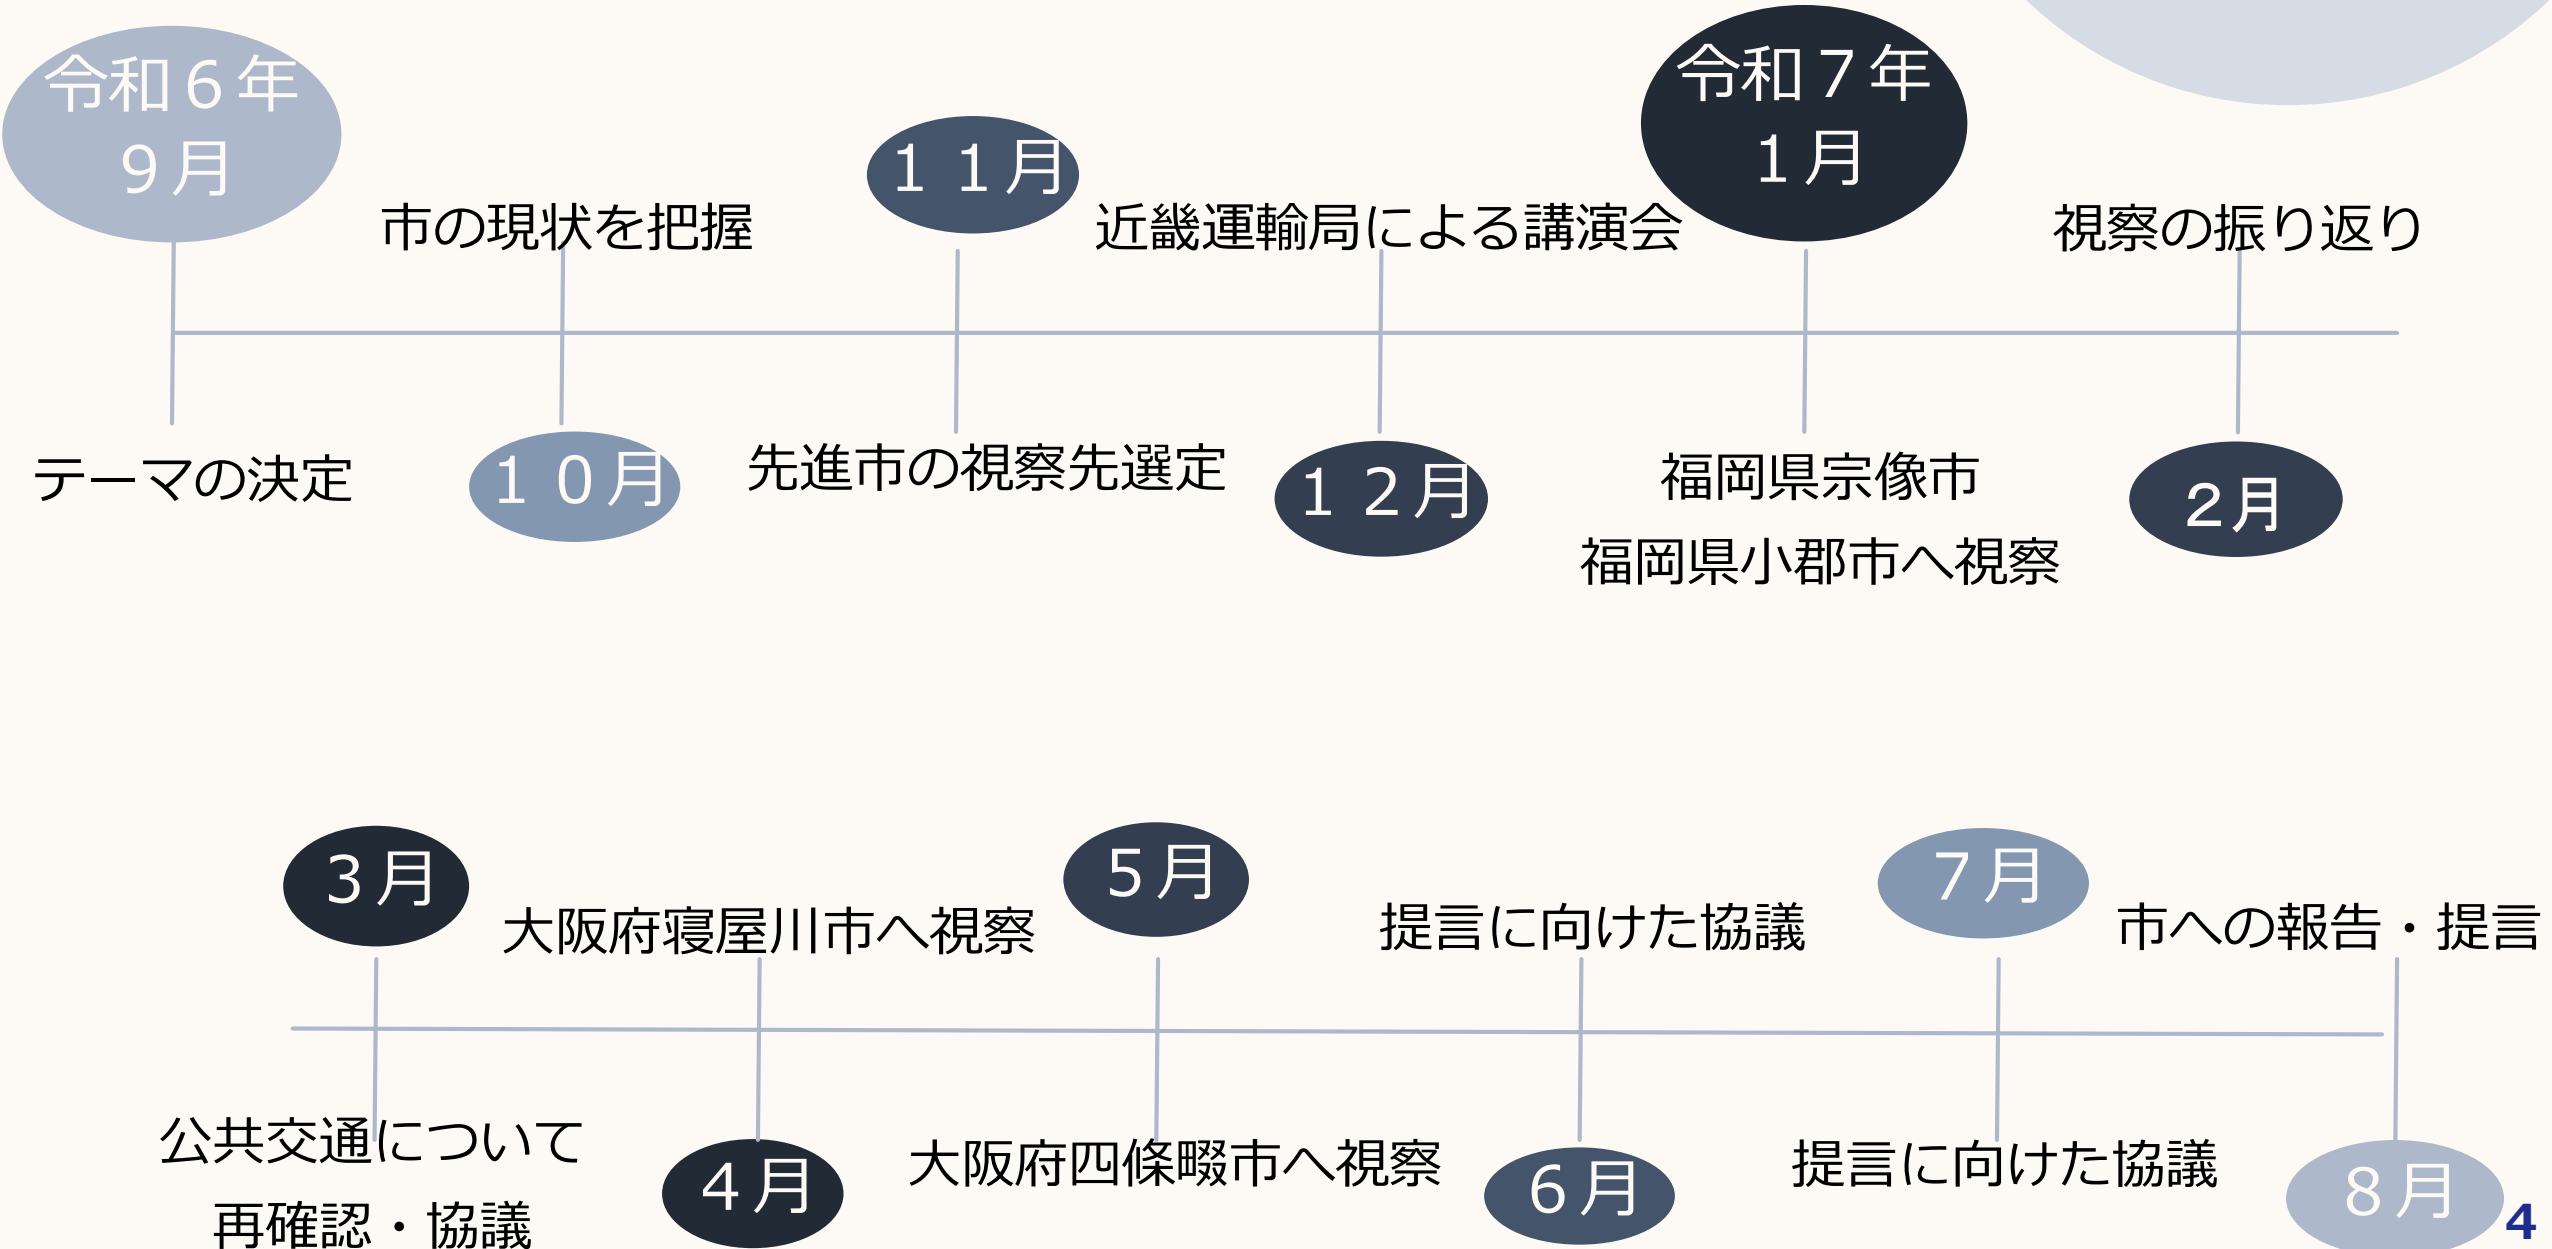 令和６年
９月
テーマの決定
市の現状を把握
１０月
１１月
先進市の視察先選定
近畿運輸局による講演会
１２月
令和７年
１月
福岡県宗像市
福岡県小郡市へ視察
視察の振り返り
２月
３月
公共交通について
再確認・協議
大阪府寝屋川市へ視察
４月
５月
大阪府四條畷市へ視察
提言に向けた協議
６月
７月
提言に向けた協議
市への報告・提言
８月
4